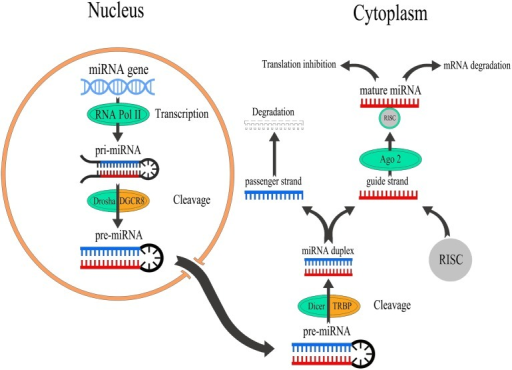 Nucleus
miRNA gene
RNA Pol II
Transcription
pri-miRNA
Drosha
DGCR8
Cleavage
pre-miRNA
Cytoplasm
Translation inhibition
mRNA degradation
mature miRNA
RISC
Degradation
Ago 2
passenger strand
guide strand
miRNA duplex
RISC
Dicer
TRBP
Cleavage
pre-miRNA